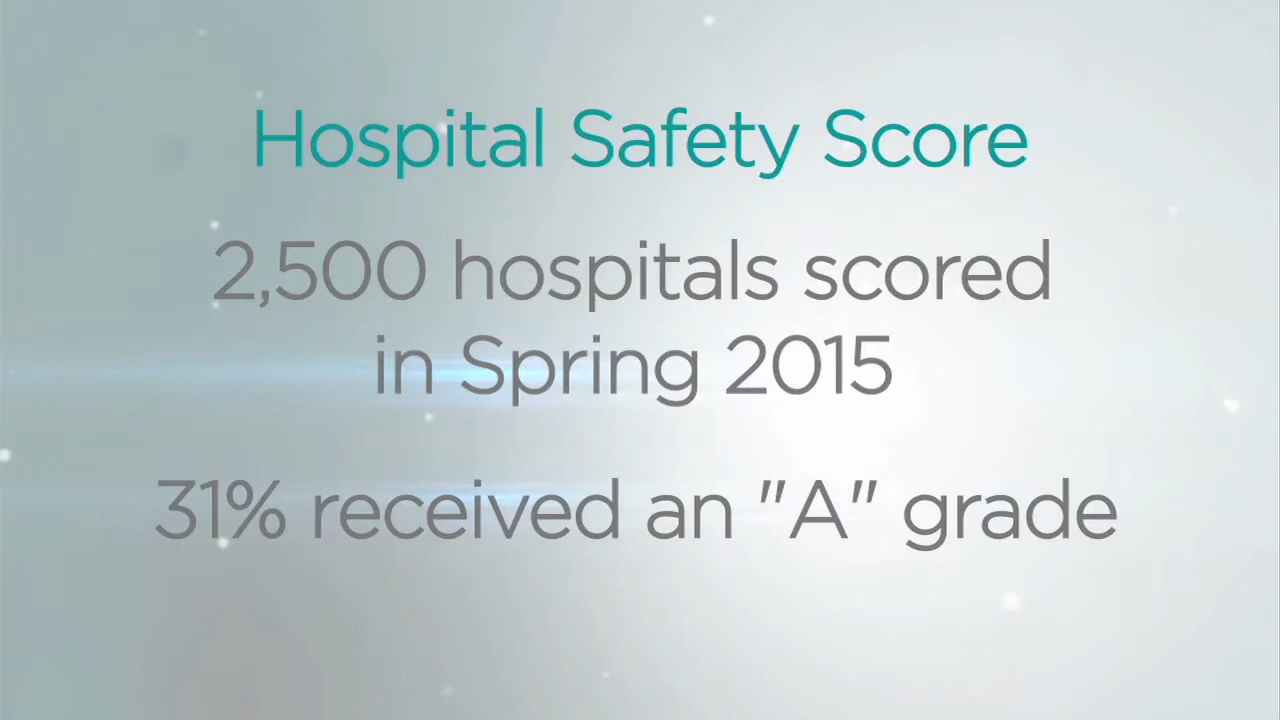 Hospital Safety Score
2,500 hospitals scored
in Spring 2015
31% received an "A" grade